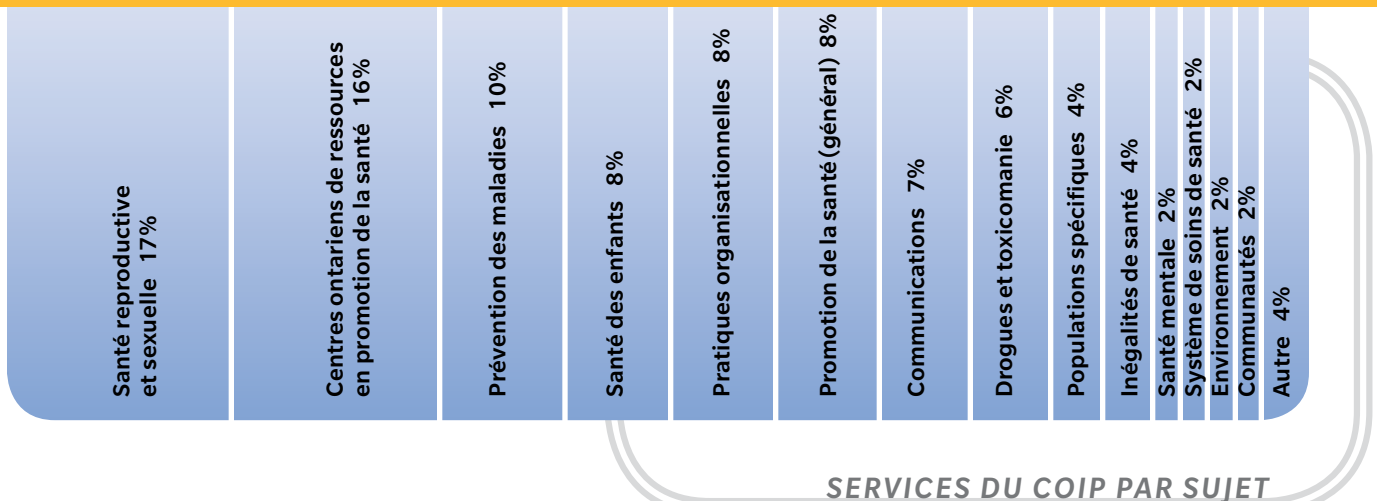 Santé reproductive
et sexuelle 17%
Centres ontariens de ressources
en promotion de la santé 16%
Prévention des maladies 10%
Santé des enfants 8%
Pratiques organisationnelles 8%
Promotion de la santé (général) 8%
Communications 7%
Drogues et toxicomanie 6%
Populations spécifiques 4%
Inégalités de santé 4%
Santé mentale 2%
Système de soins de santé 2%
Environnement 2%
Communautés 2%
Autre 4%
SERVICES DU COIP PAR SUJET